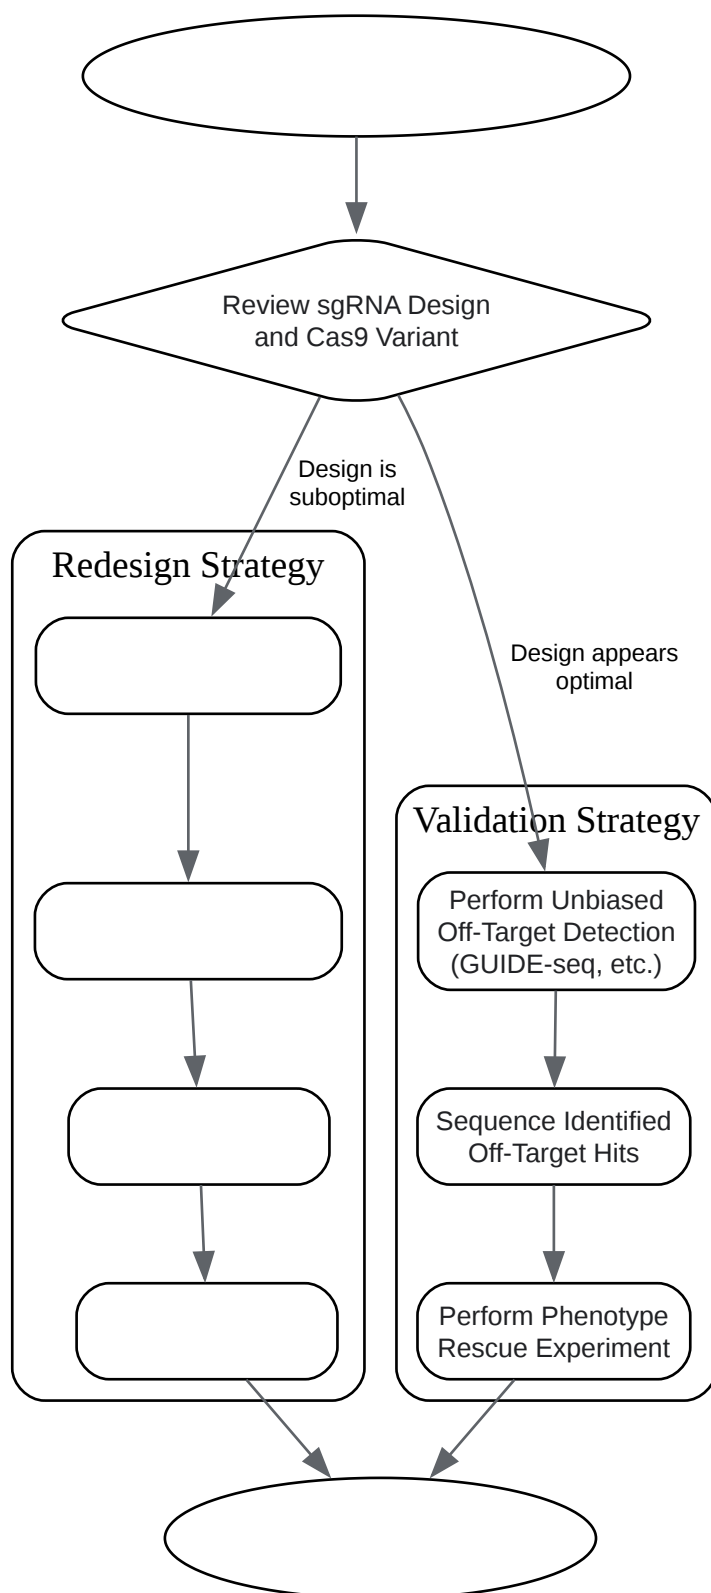 Review sgRNA Design
and Cas9 Variant
Design is
suboptimal
Redesign Strategy
Design appears
optimal
Validation Strategy
Perform Unbiased
Off-Target Detection
(GUIDE-seq, etc.)
Sequence Identified
Off-Target Hits
Perform Phenotype
Rescue Experiment